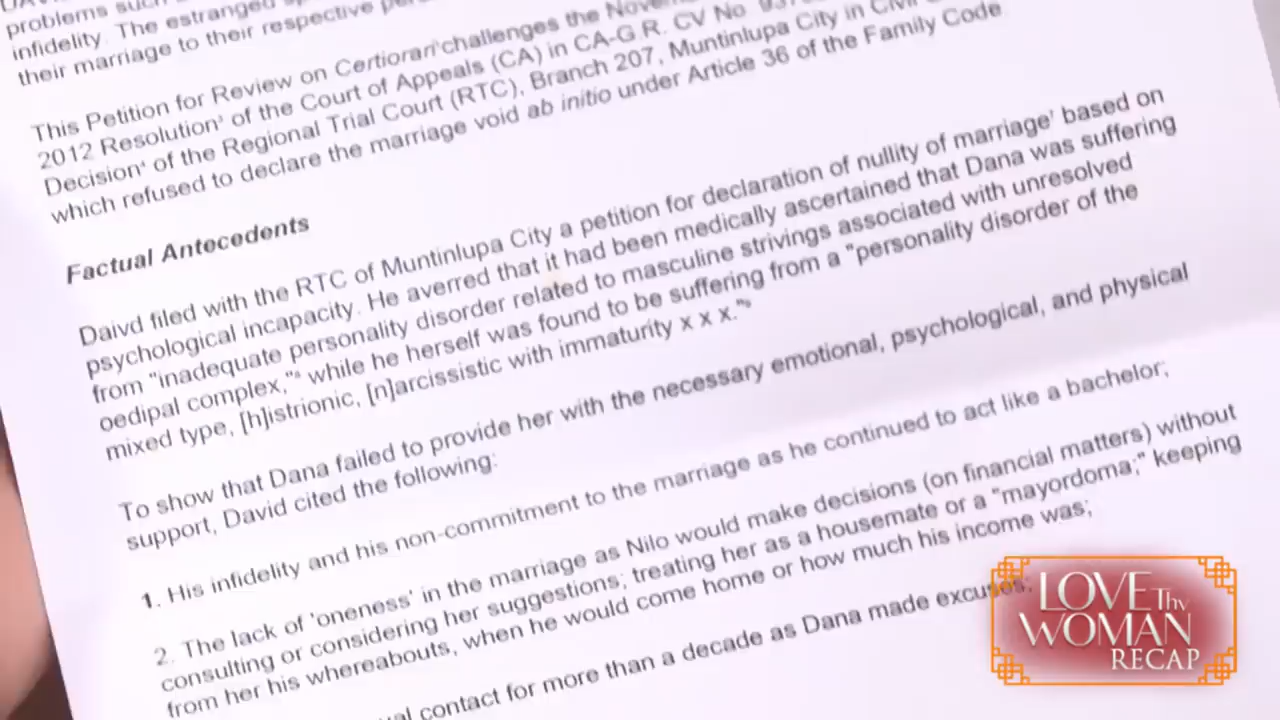 problems such
infidelity. The estranged
their marriage to their respective
This Petition for Review on Certiorari challenges the
2012 Resolution of the Court of Appeals (CA) in CA-G R. CV No
Decision of the Regional Trial Court (RTC), Branch 207, Muntinlupa City in Civil
which refused to declare the marriage void ab initio under Article 36 of the Family Code
Factual Antecedents
Daivd filed with the RTC of Muntinlupa City a petition for declaration of nullity of marriage based on
psychological incapacity. He averred that it had been medically ascertained that Dana was suffering
from "inadequate personality disorder related to masculine strivings associated with unresolved
oedipal complex," while he herself was found to be suffering from a "personality disorder of the
mixed type, [h]istrionic, [n]arcissistic with immaturity x x x."
To show that Dana failed to provide her with the necessary emotional, psychological, and physical
support, David cited the following:
1. His infidelity and his non-commitment to the marriage as he continued to act like a bachelor;
2. The lack of 'oneness' in the marriage as Nilo would make decisions (on financial matters) without
consulting or considering her suggestions; treating her as a housemate or a "mayordoma;" keeping
from her his whereabouts, when he would come home or how much his income was;
contact for more than a decade as Dana made excuses;
LOVE Thy
WOMAN
RECAP